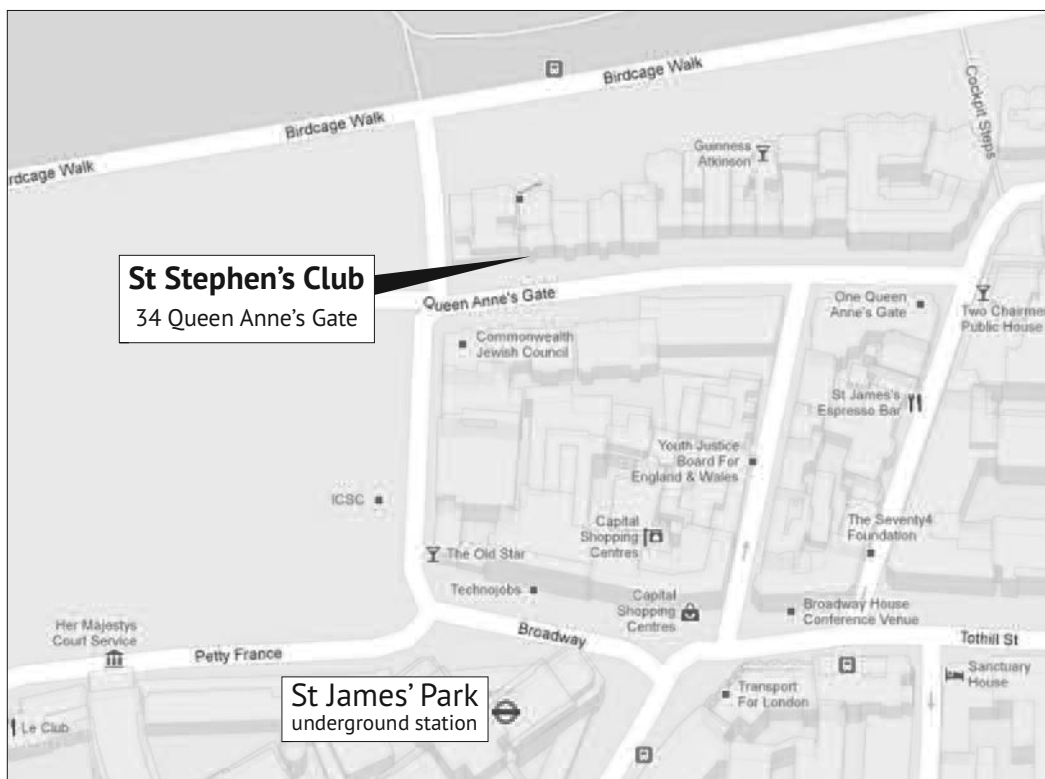 Birdcage Walk
Birdcage Walk
rdcage Walk
Cockpit Steps
Guinness
Atkinson
St Stephen's Club
34 Queen Anne's Gate
Queen Anne's Gate
One Queen
Anne's Gate
Two Chairmen
Public House
Commonwealth
Jewish Council
St James's
Espresso Bar
Youth Justice
Board For
England & Wales
ICSC
Capital
Shopping
Centres
The Seventy4
Foundation
The Old Star
Technojobs
Capital
Shopping
Centres
Broadway House
Conference Venue
Her Majestys
Court Service
Broadway
Tothill St
Petty France
St James' Park
underground station
Transport
For London
Sanctuary
House
Le Club